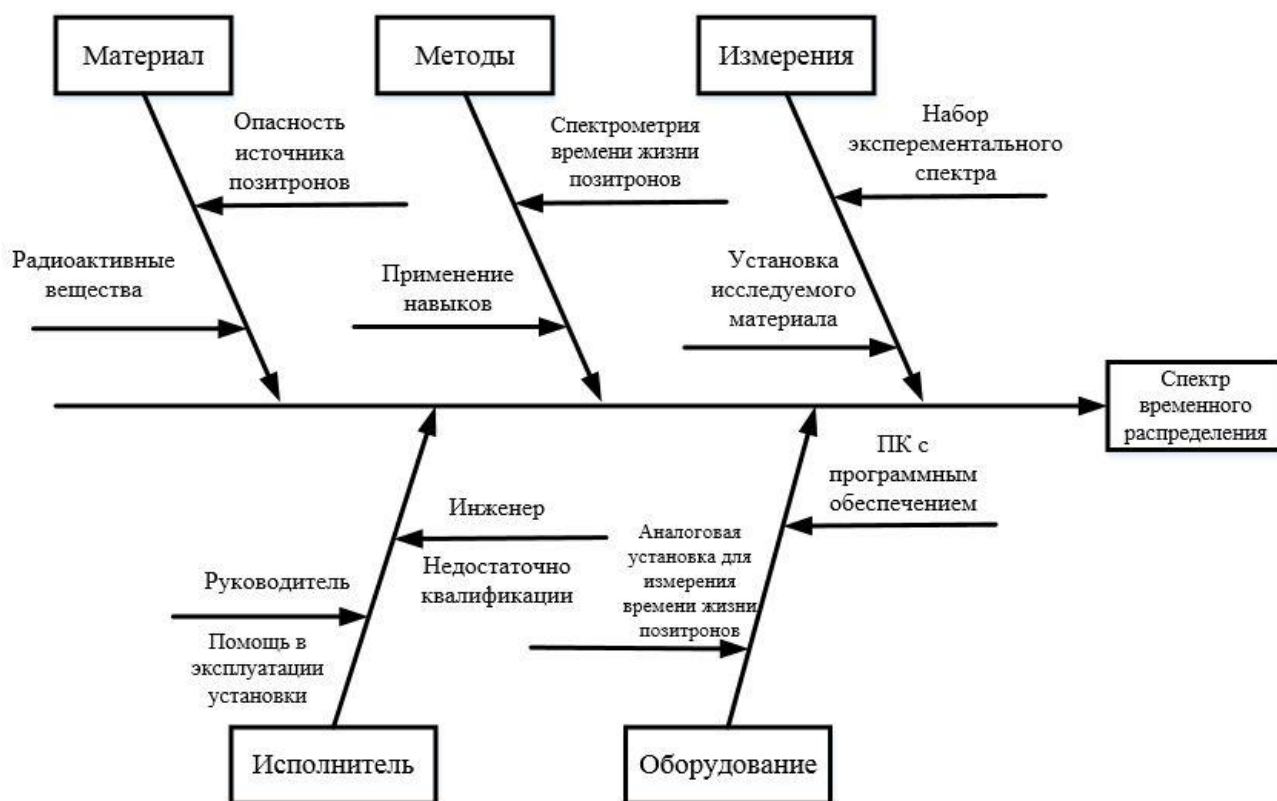 Материал
Методы
Измерения
Опасность
источника
позитронов
Спектрометрия
времени жизни
позитронов
Набор
эксперементального
спектра
Радиоактивные
вещества
Применение
навыков
Установка
исследуемого
материала
Спектр
временного
распределения
ПК с
программным
обеспечением
Инженер
Недостаточно
квалификации
Аналоговая
установка для
измерения
времени жизни
позитронов
Руководитель
Помощь в
эксплуатации
установки
Исполнитель
Оборудование